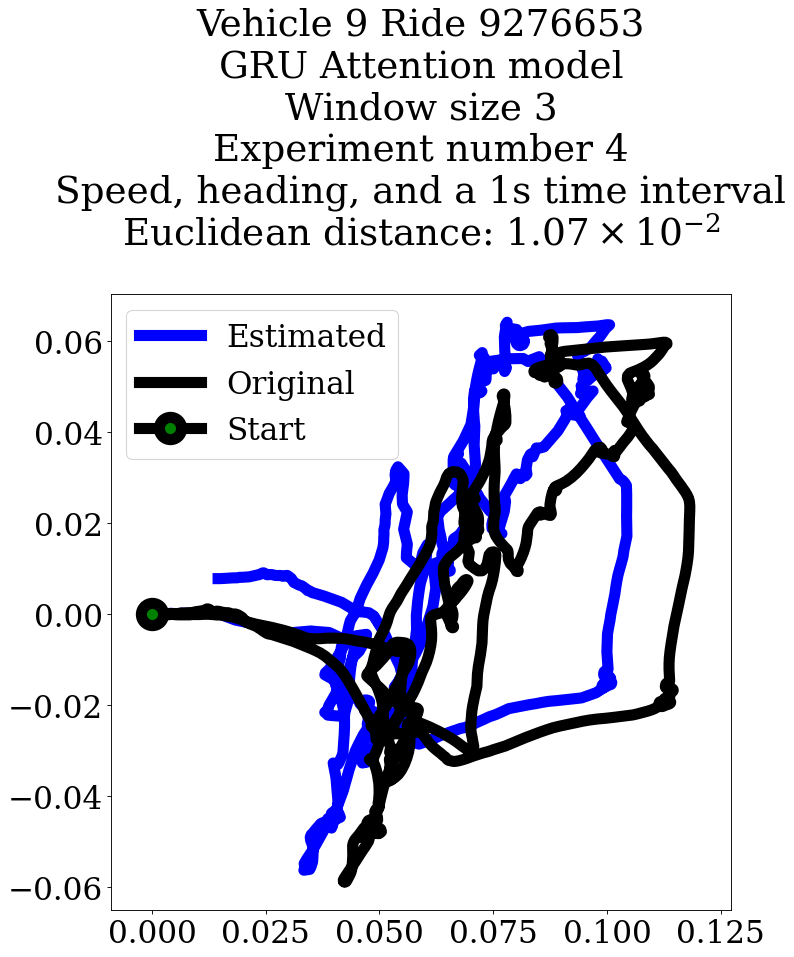 Vehicle 9 Ride 9276653
GRU Attention model
Window size 3
Experiment number 4
Speed, heading, and a 1s time interval
Euclidean distance: 1.07 × 10⁻²
Estimated
Original
Start
0.06
0.04
0.02
0.00
−0.02
−0.04
−0.06
0.000 0.025 0.050 0.075 0.100 0.125